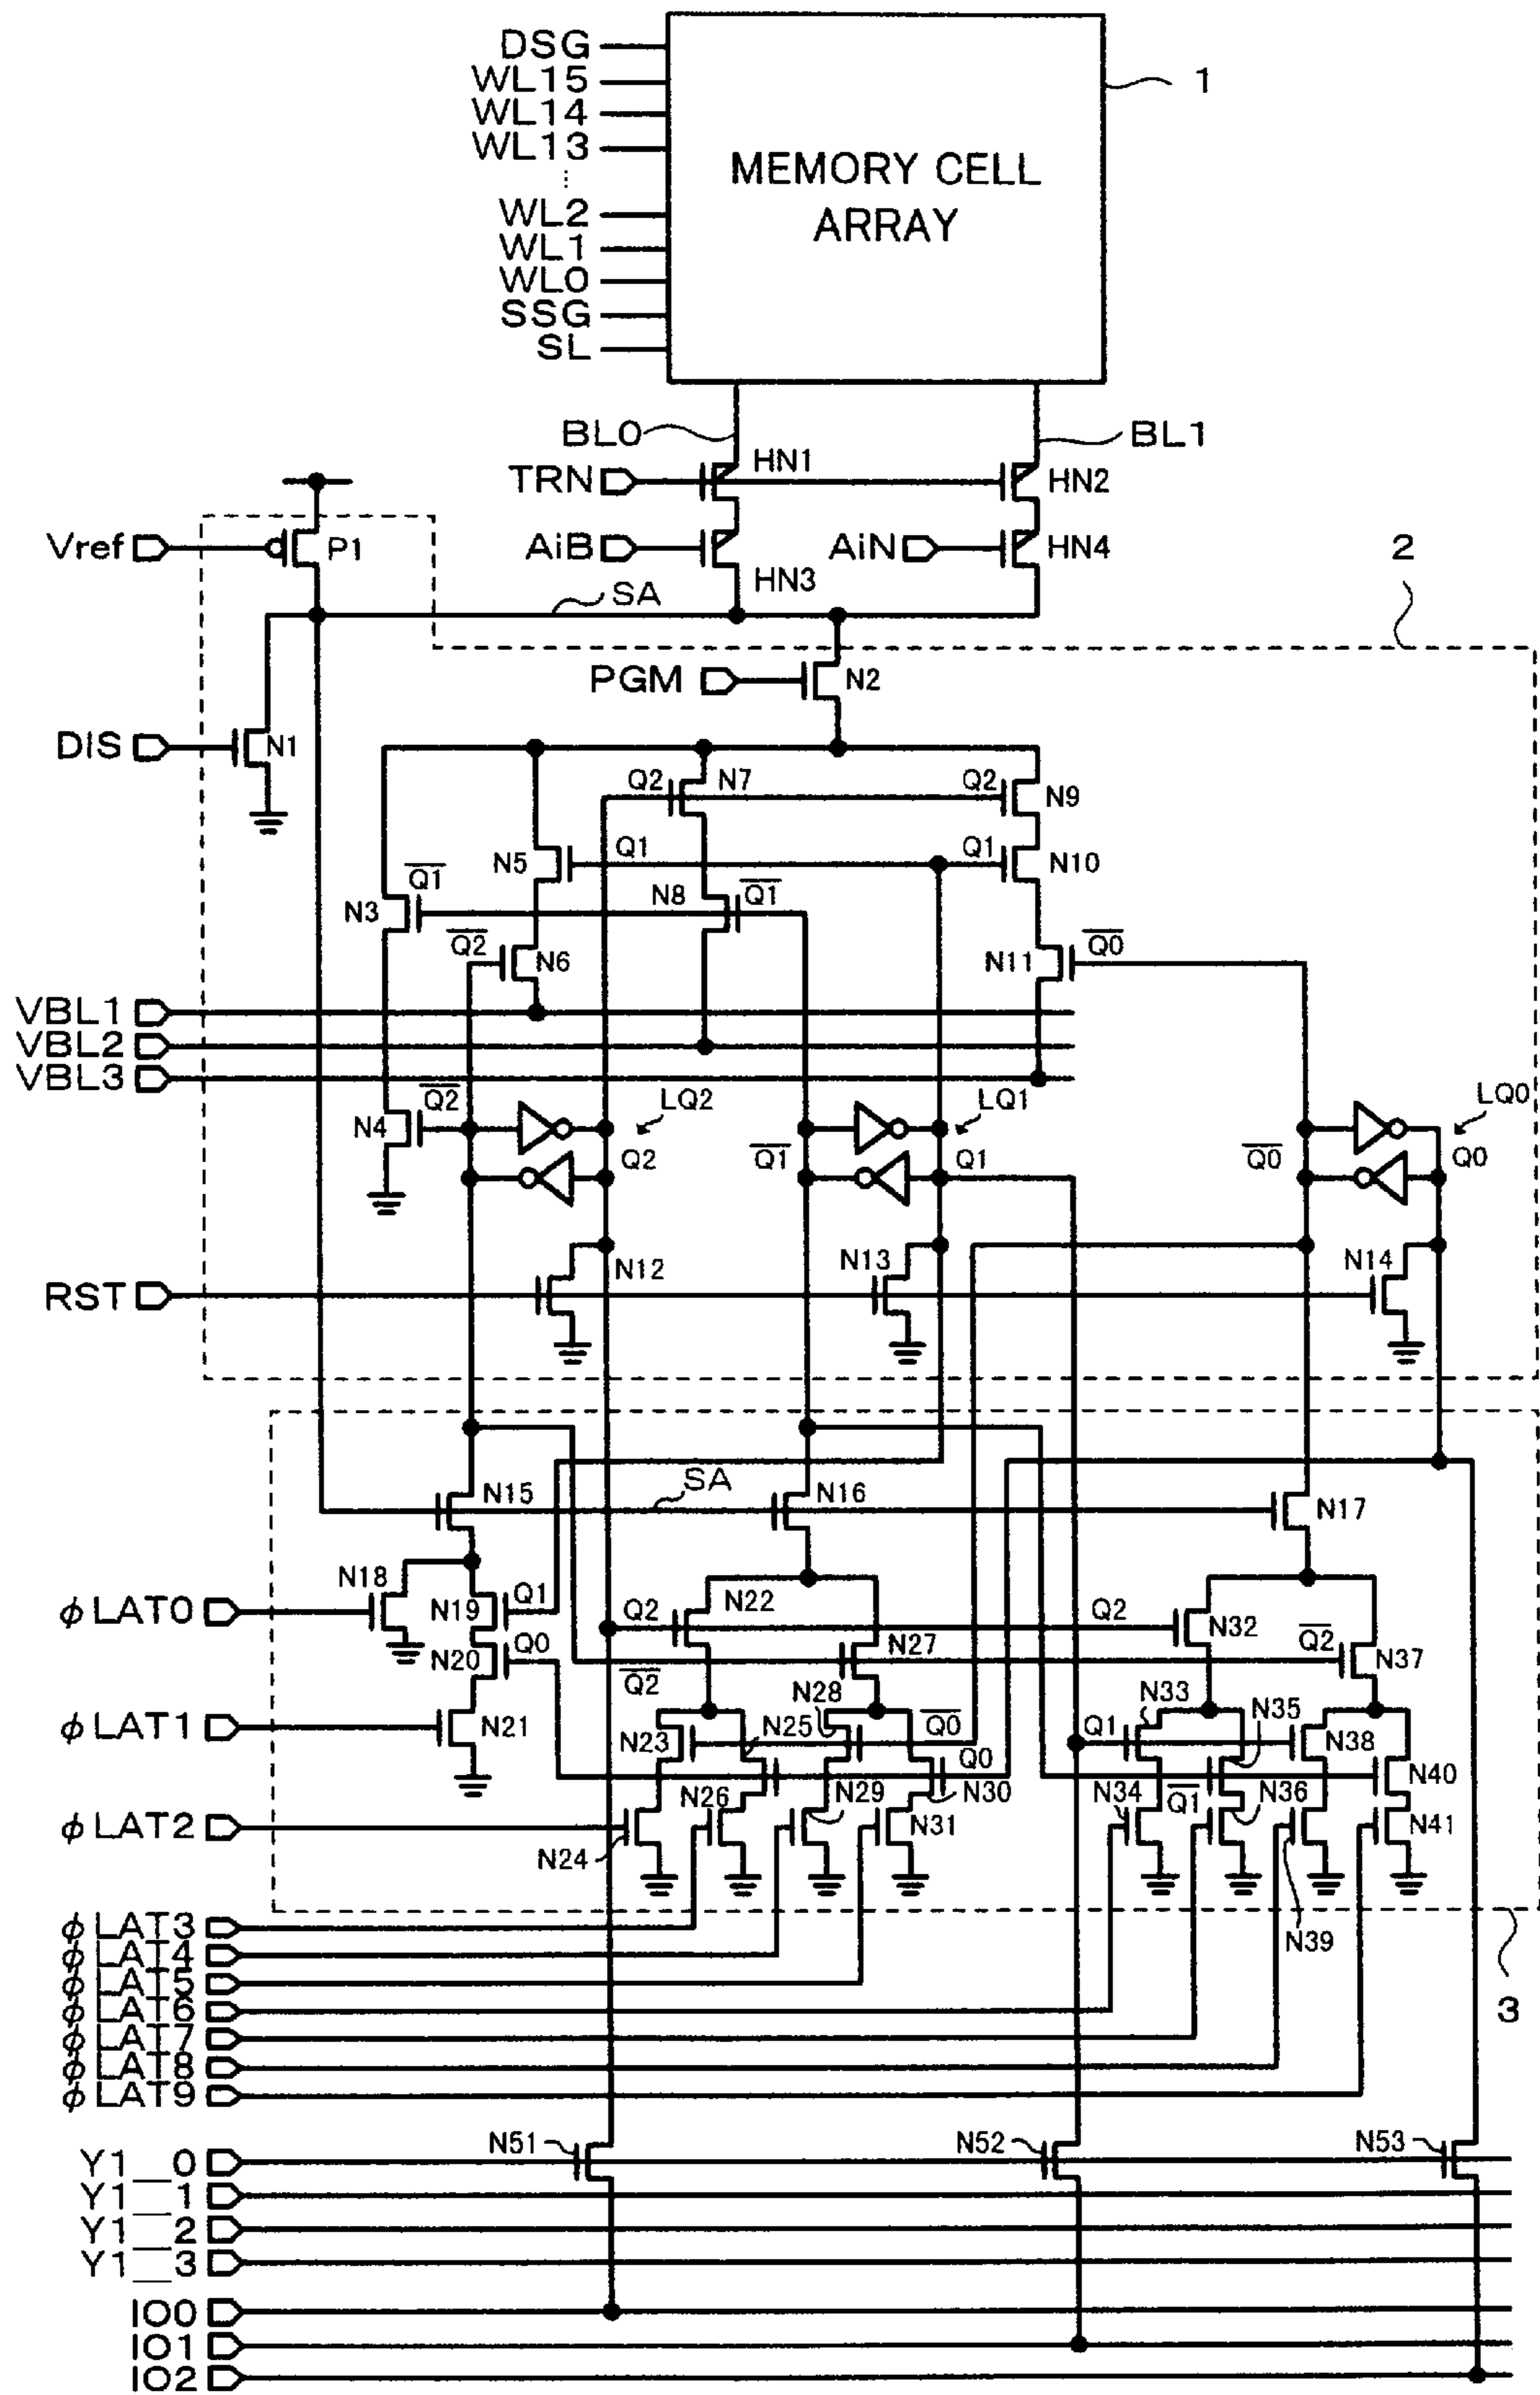 DSG
WL15
WL14
WL13
WL2
WL1
WL0
SSG
SL
MEMORY CELL
ARRAY
1
BL0
BL1
TRN
HN1
HN2
AiB
AiN
HN3
HN4
Vref
P1
SA
2
PGM
N2
DIS
N1
Q2
N7
Q2
N9
N5
Q1
Q1
N10
N3
Q1
N8
Q1
Q2
N6
N11
Q0
VBL1
VBL2
VBL3
N4
Q2
LQ2
LQ1
LQ0
Q2
Q1
Q1
Q0
Q0
N12
N13
N14
RST
N15
SA
N16
N17
N18
N19
Q1
φLAT0
N20
Q0
Q2
N22
Q2
N32
Q2
N27
Q2
N37
φLAT1
N21
N23
N25
N28
Q0
Q0
N33
Q1
N35
N38
N26
N29
N30
N34
Q1
N36
N40
φLAT2
N24
N31
N41
N39
φLAT3
φLAT4
φLAT5
φLAT6
φLAT7
φLAT8
φLAT9
3
N51
N52
N53
Y1__0
Y1__1
Y1__2
Y1__3
IO0
IO1
IO2